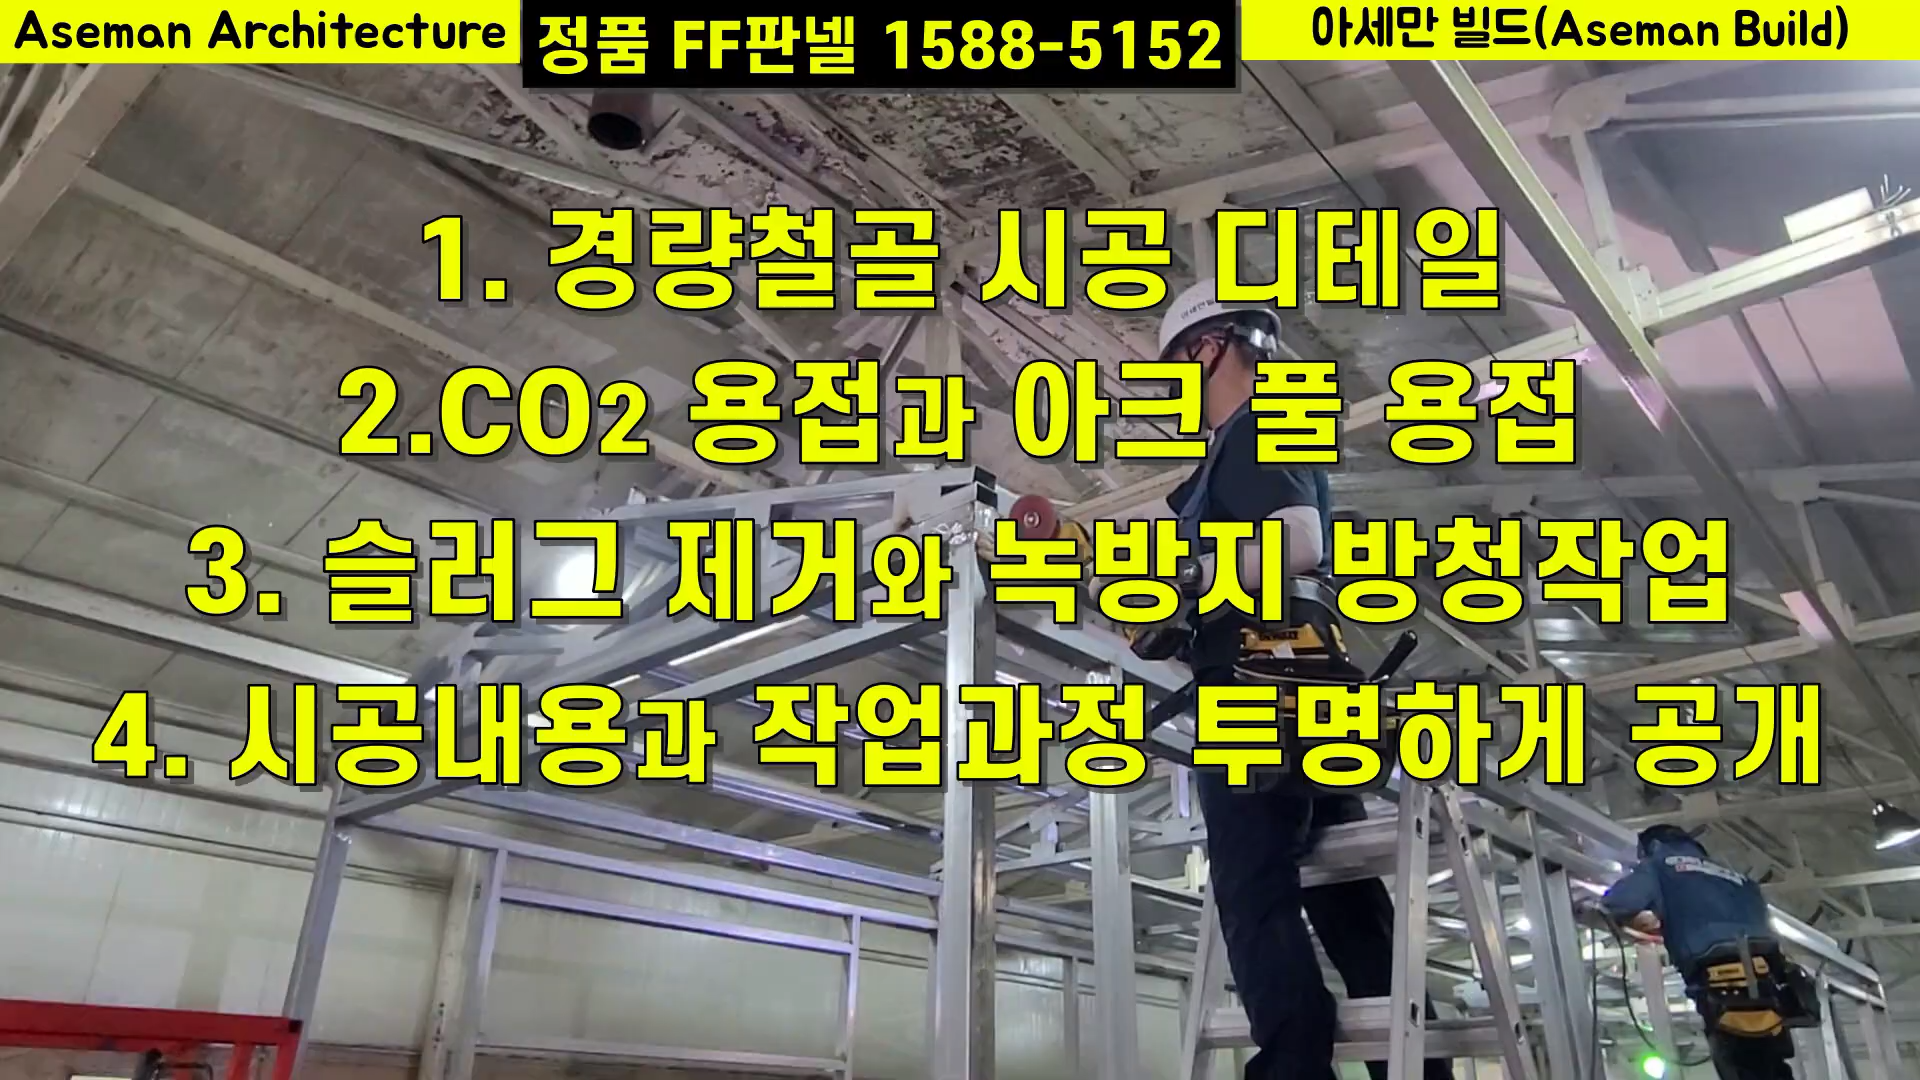 Aseman Architecture
정품 FF판넬 1588-5152
아세만 빌드(Aseman Build)
1. 경량철골 시공 디테일
2.CO2 용접과 아크 풀 용접
3. 슬러그 제거와 녹방지 방청작업
4. 시공내용과 작업과정 투명하게 공개